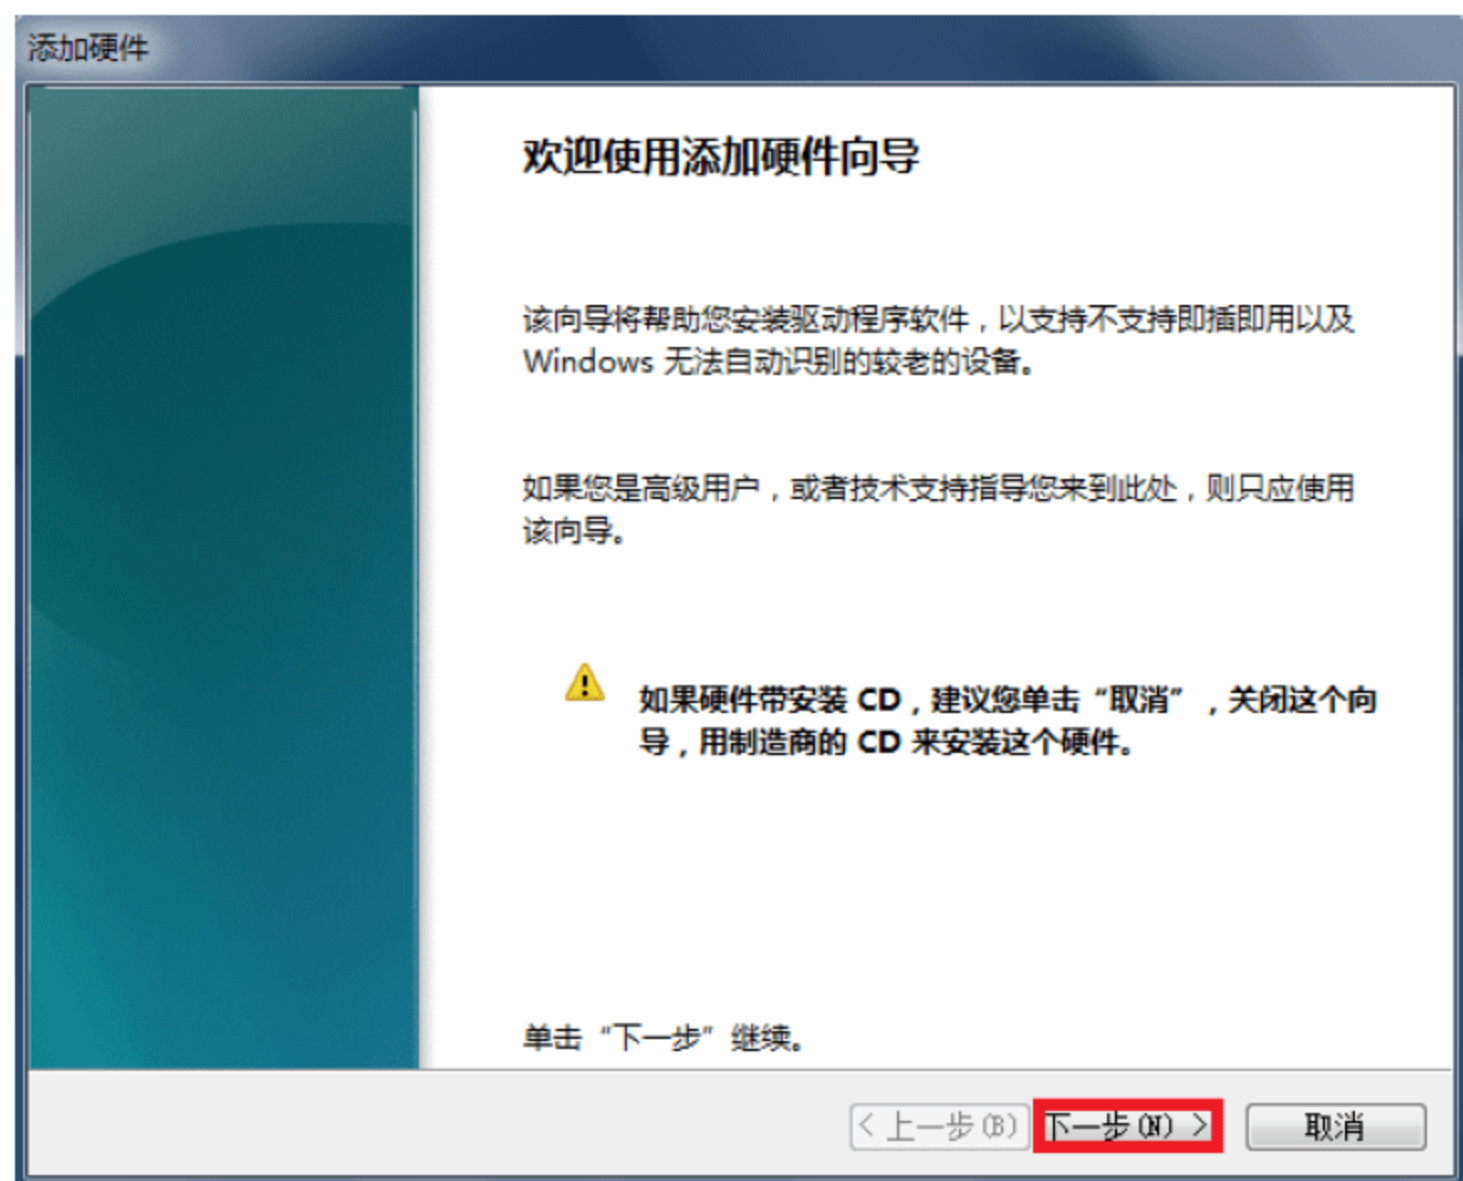 添加硬件
欢迎使用添加硬件向导
该向导将帮助您安装驱动程序软件，以支持不支持即插即用以及
Windows 无法自动识别的较老的设备。
如果您是高级用户，或者技术支持指导您来到此处，则只应使用
该向导。
如果硬件带安装 CD，建议您单击“取消”，关闭这个向
导，用制造商的 CD 来安装这个硬件。
单击“下一步”继续。
< 上一步(B) 下一步(N) > 取消